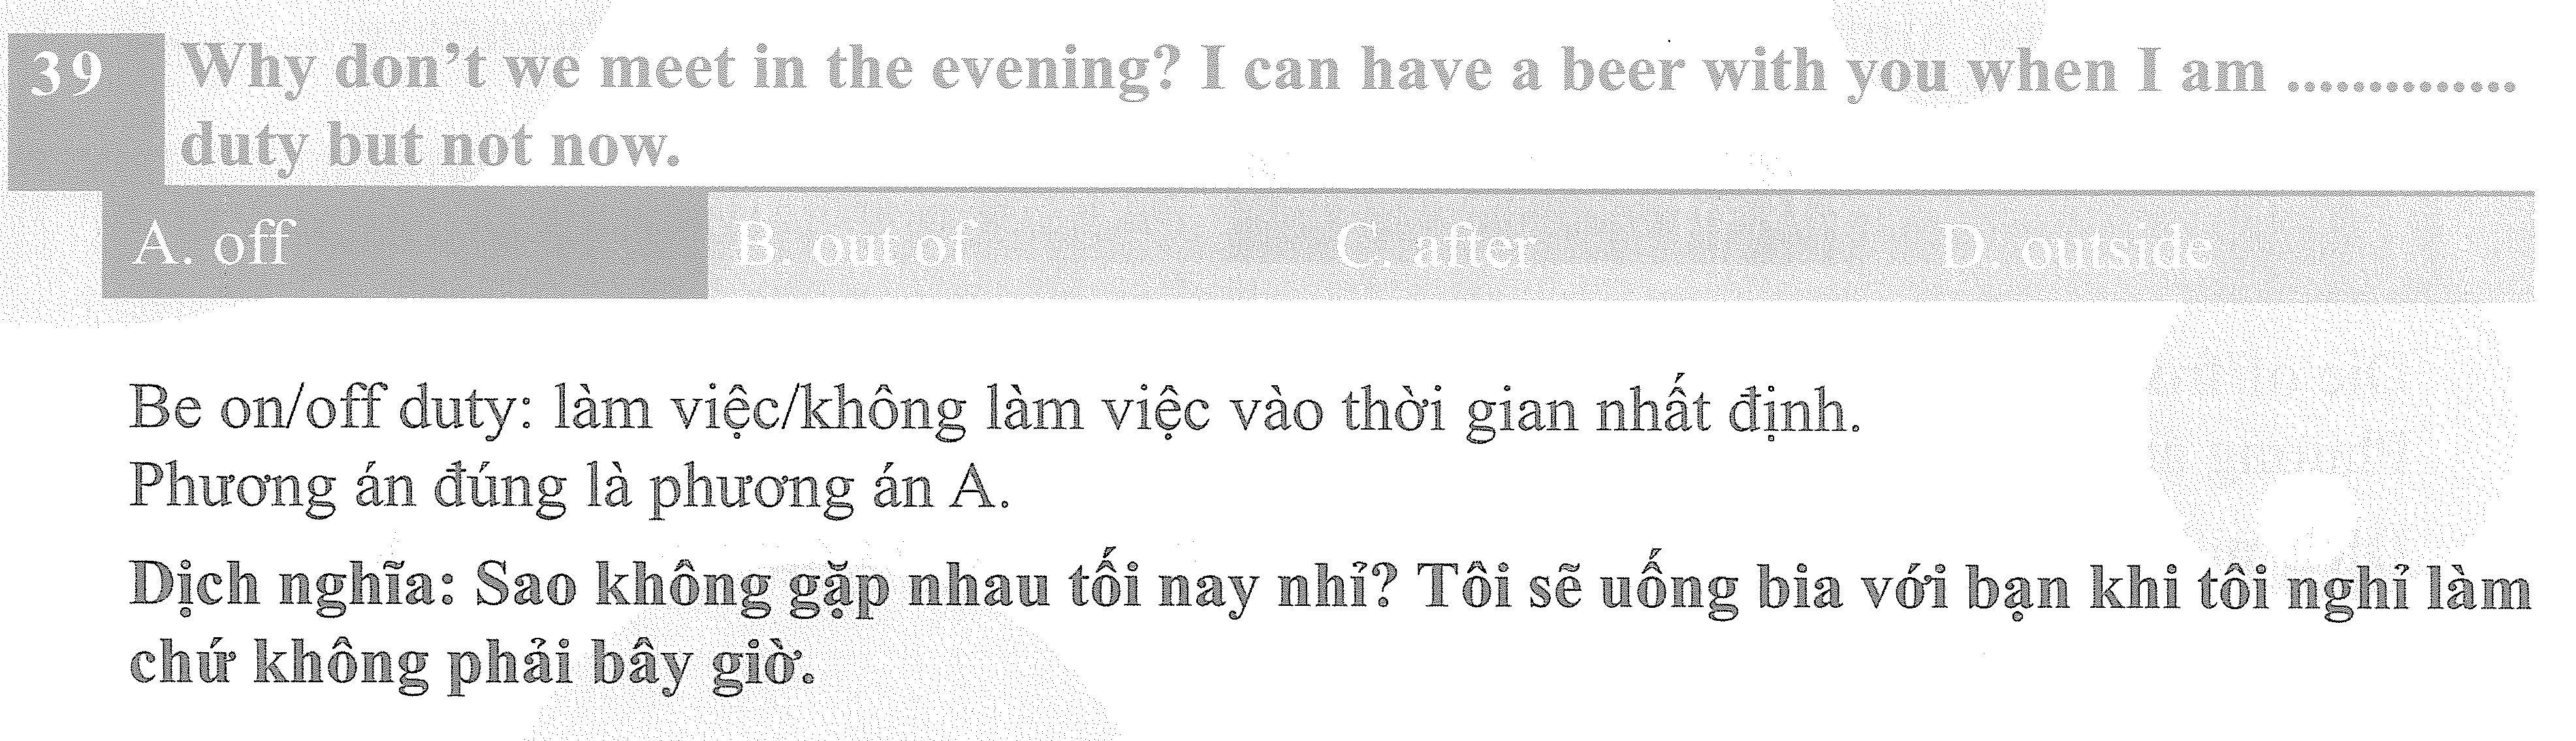 39 Why don't we meet in the evening? I can have a beer with you when I am .............
duty but not now.
A. off B. out of C. after D. outside
Be on/off duty: làm việc/không làm việc vào thời gian nhất định.
Phương án đúng là phương án A.
Dịch nghĩa: Sao không gặp nhau tối nay nhỉ? Tôi sẽ uống bia với bạn khi tôi nghỉ làm
chứ không phải bây giờ.